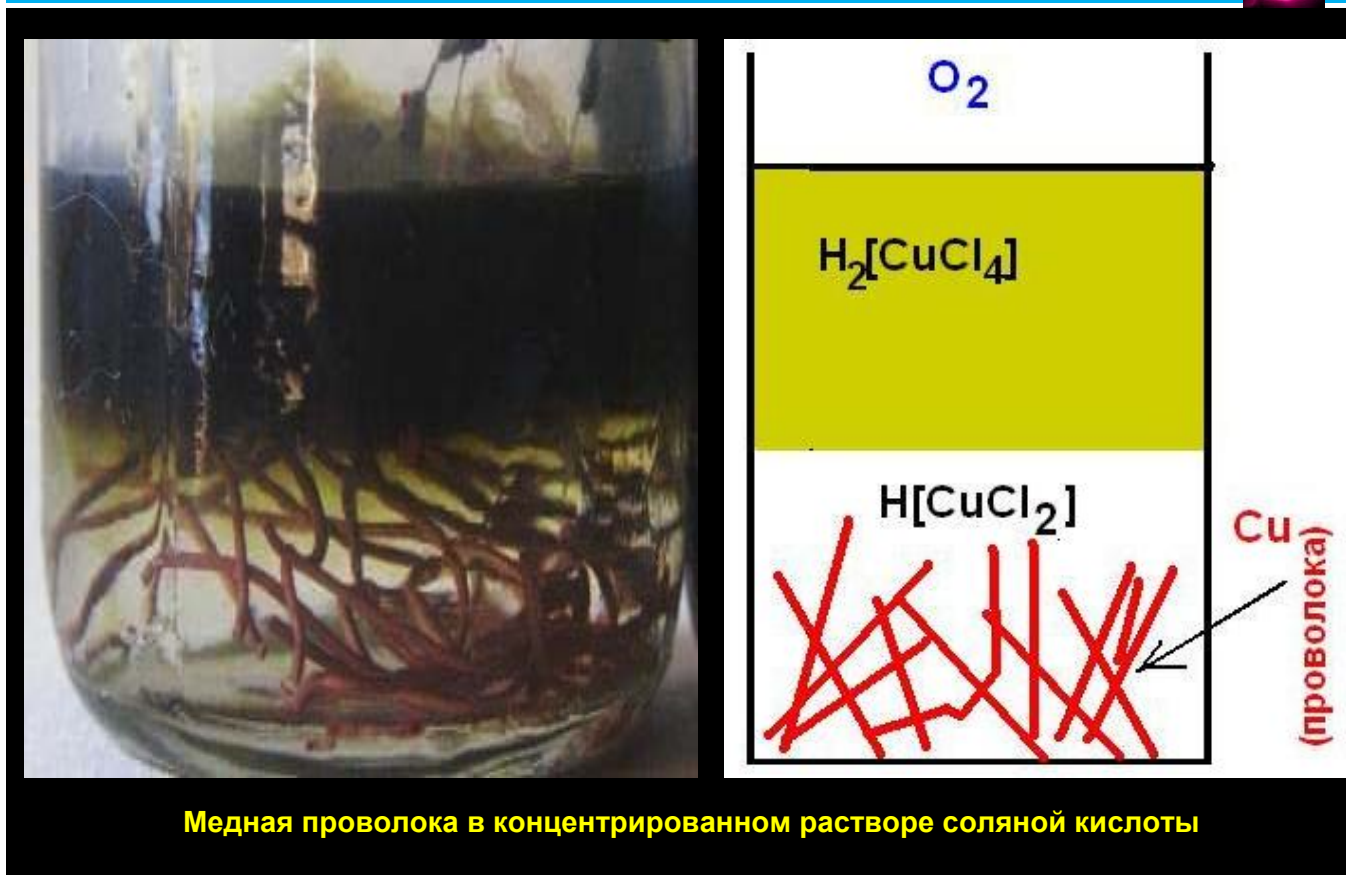 O2
H2[CuCl4]
H[CuCl2]
Cu
(проволока)
Медная проволока в концентрированном растворе соляной кислоты